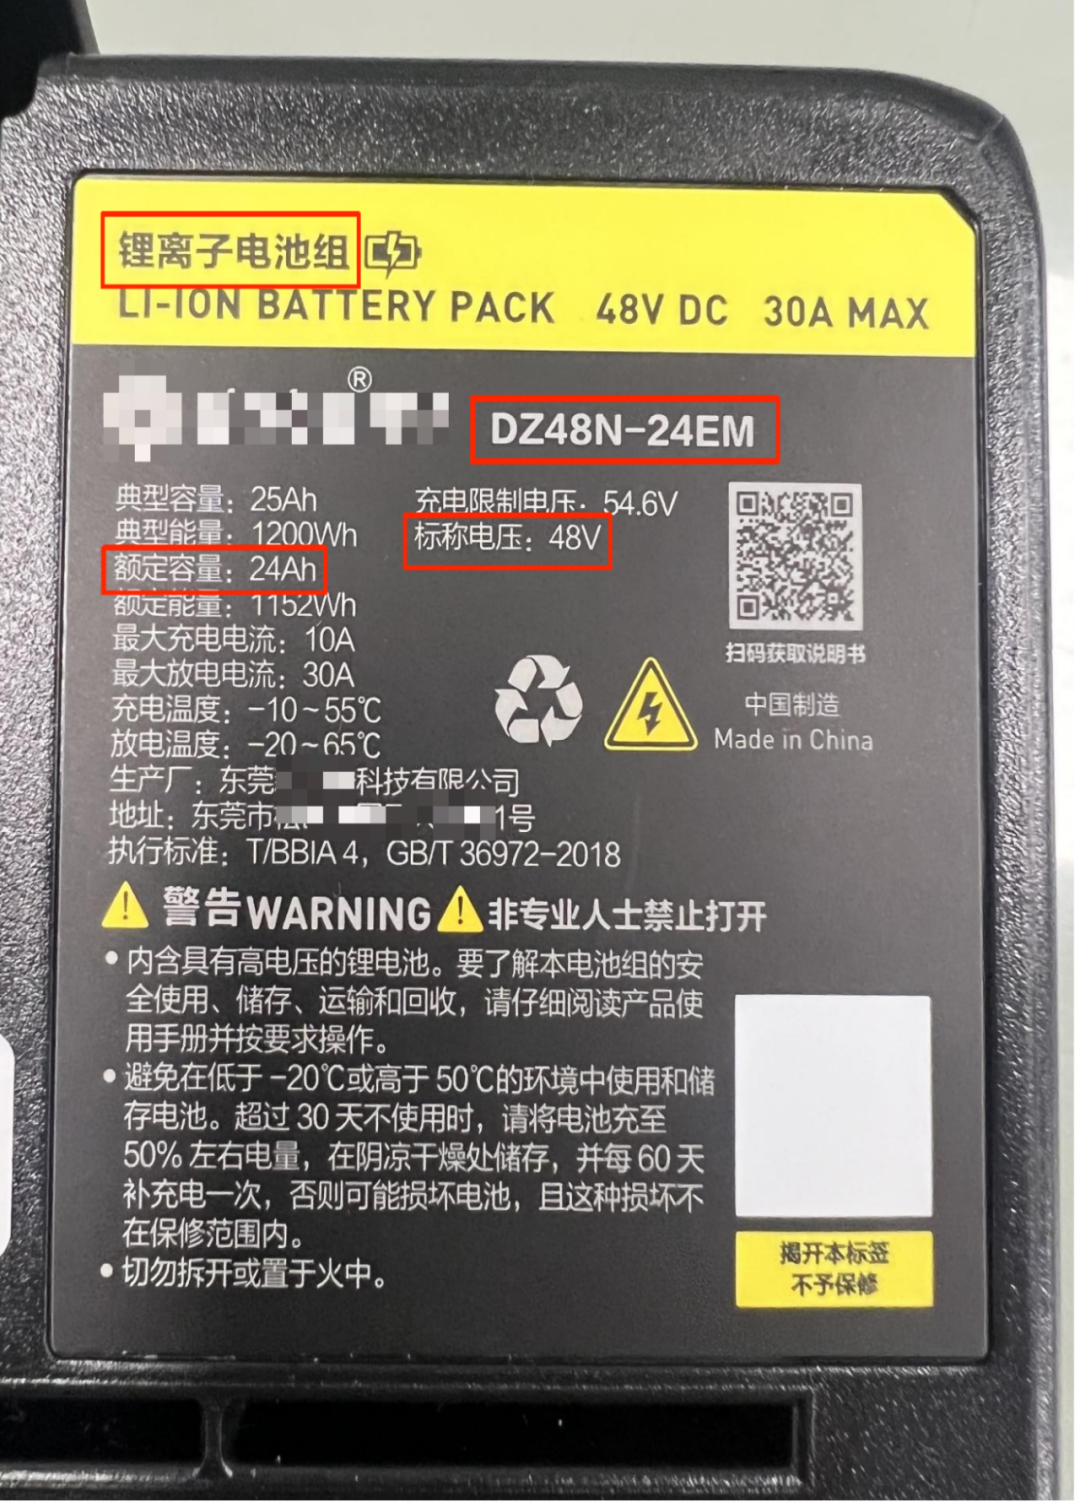 锂离子电池组
LI-ION BATTERY PACK 48V DC 30A MAX
®
DZ48N-24EM
典型容量：25Ah
典型能量：1200Wh
额定容量：24Ah
额定能量：1152Wh
最大充电电流：10A
最大放电电流：30A
充电温度：-10~55℃
放电温度：-20~65℃
充电限制电压：54.6V
标称电压：48V
扫码获取说明书
中国制造
Made in China
生产厂：东莞 科技有限公司
地址：东莞市 1号
执行标准：T/BBIA 4，GB/T 36972-2018
警告WARNING 非专业人士禁止打开
•内含具有高电压的锂电池。要了解本电池组的安
全使用、储存、运输和回收，请仔细阅读产品使
用手册并按要求操作。
•避免在低于-20℃或高于50℃的环境中使用和储
存电池。超过30天不使用时，请将电池充至
50%左右电量，在阴凉干燥处储存，并每60天
补充电一次，否则可能损坏电池，且这种损坏不
在保修范围内。
•切勿拆开或置于火中。
揭开本标签
不予保修